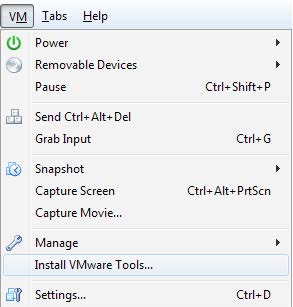 VM Tabs Help
Power
Removable Devices
Pause Ctrl+Shift+P
Send Ctrl+Alt+Del
Grab Input Ctrl+G
Snapshot
Capture Screen Ctrl+Alt+PrtScn
Capture Movie...
Manage
Install VMware Tools...
Settings... Ctrl+D